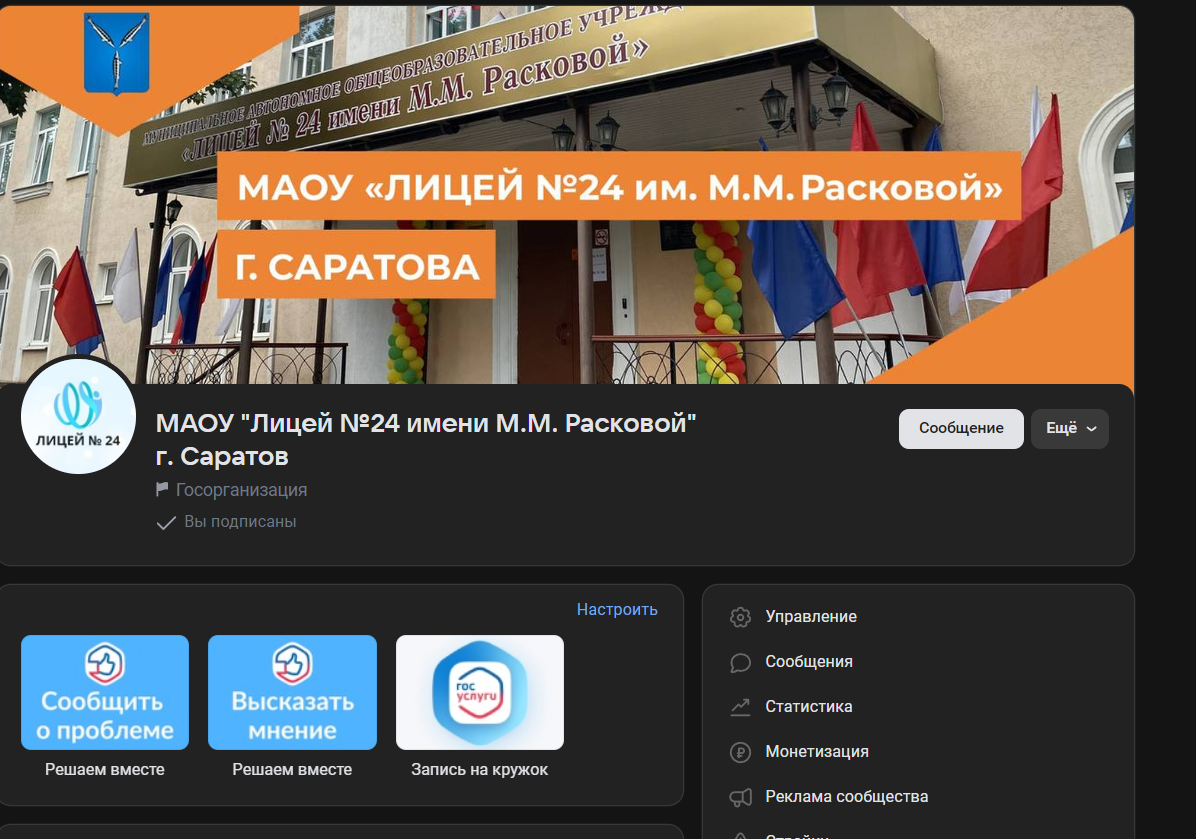 МУНИЦИПАЛЬНОЕ АВТОНОМНОЕ ОБЩЕОБРАЗОВАТЕЛЬНОЕ
«ЛИЦЕЙ № 24 имени М.М. Расковой»
МАОУ «ЛИЦЕЙ №24 им. М.М. Расковой»
Г. САРАТОВА
ЛИЦЕЙ № 24
МАОУ "Лицей №24 имени М.М. Расковой"
г. Саратов
Госорганизация
Вы подписаны
Сообщение
Ещё
Настроить
Сообщить
о проблеме
Решаем вместе
Высказать
мнение
Решаем вместе
гос
услуги
Запись на кружок
Управление
Сообщения
Статистика
Монетизация
Реклама сообщества